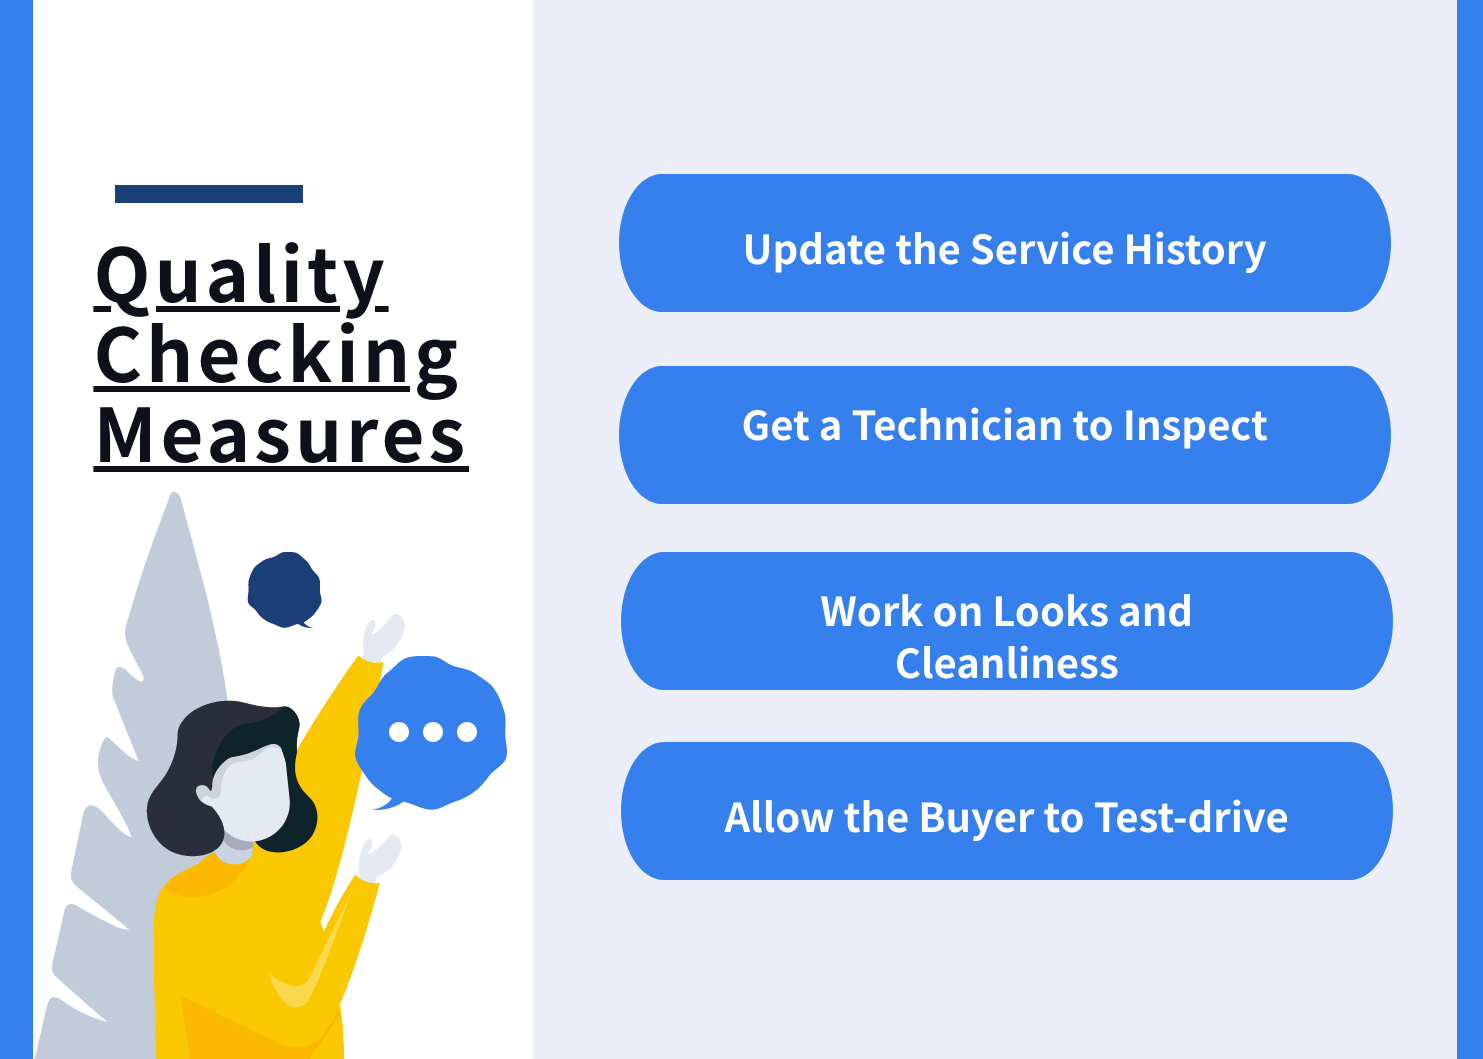 Quality
Checking
Measures
Update the Service History
Get a Technician to Inspect
Work on Looks and
Cleanliness
Allow the Buyer to Test-drive